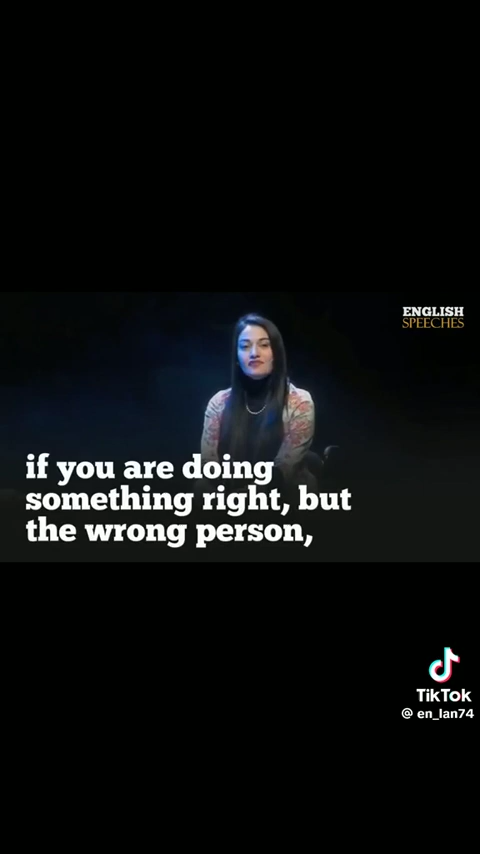 ENGLISH
SPEECHES
if you are doing
something right, but
the wrong person,
TikTok
@ en_lan74